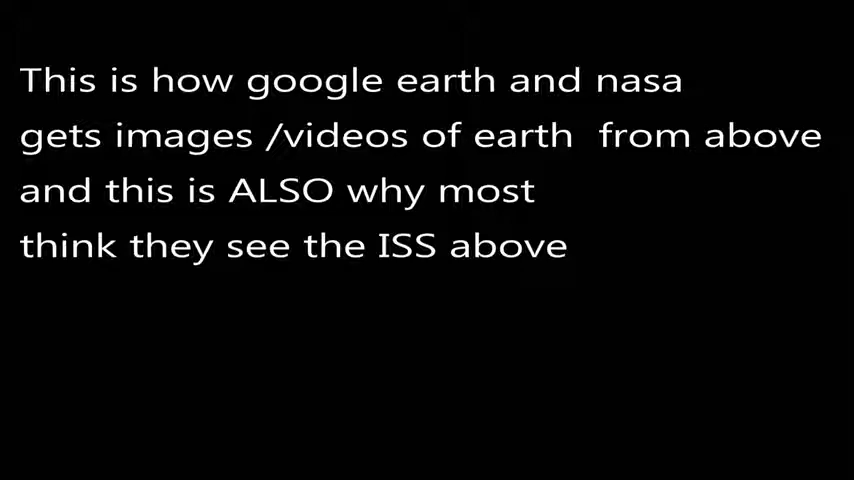 This is how google earth and nasa
gets images /videos of earth  from above
and this is ALSO why most
think they see the ISS above